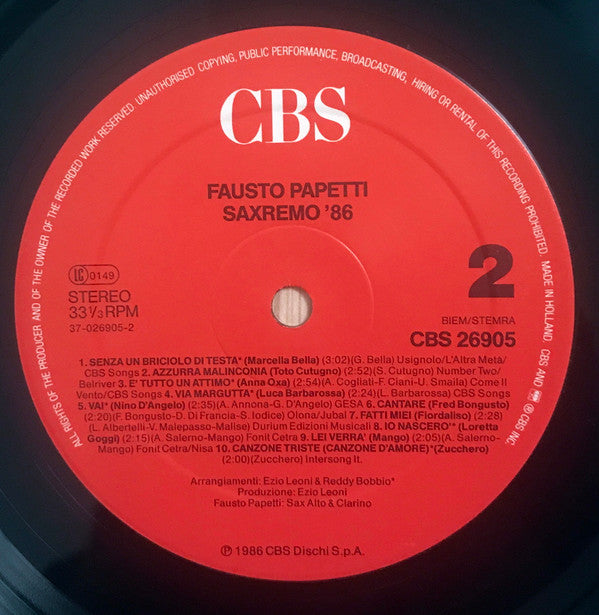 ALL RIGHTS OF THE PRODUCER AND OF THE OWNER OF THE RECORDED WORK RESERVED. UNAUTHORISED COPYING, PUBLIC PERFORMANCE, BROADCASTING, HIRING OR RENTAL OF THIS RECORDING PROHIBITED. MADE IN HOLLAND. CBS AND ® CBS INC.
CBS
FAUSTO PAPETTI
SAXREMO '86
LC 0149
STEREO
33⅓ RPM
37-026905-2
2
BIEM/STEMRA
CBS 26905
1. SENZA UN BRICIOLO DI TESTA* (Marcella Bella) (3:02)(G. Bella) Usignolo/L'Altra Metà/
CBS Songs 2. AZZURRA MALINCONIA (Toto Cutugno) (2:52)(S. Cutugno) Number Two/
Belriver 3. E' TUTTO UN ATTIMO* (Anna Oxa) (2:54)(A. Cogliati-F. Ciani-U. Smaila) Come Il
Vento/CBS Songs 4. VIA MARGUTTA* (Luca Barbarossa) (2:24)(L. Barbarossa) CBS Songs
5. VAI* (Nino D'Angelo) (2:35)(A. Annona-G. D'Angelo) GESA 6. CANTARE (Fred Bongusto)
(2:20)(F. Bongusto-D. Di Francia-S. Iodice) Olona/Jubal 7. FATTI MIEI (Fiordaliso) (2:28)
(L. Albertelli-V. Malepasso-Malise) Durium Edizioni Musicali 8. IO NASCERO'* (Loretta
Goggi) (2:15)(A. Salerno-Mango) Fonit Cetra 9. LEI VERRA' (Mango) (2:05)(A. Salerno-
Mango) Fonit Cetra/Nisa 10. CANZONE TRISTE (CANZONE D'AMORE)*(Zucchero)
(2:00)(Zucchero) Intersong It.
Arrangiamenti: Ezio Leoni & Reddy Bobbio*
Produzione: Ezio Leoni
Fausto Papetti: Sax Alto & Clarino
℗ 1986 CBS Dischi S.p.A.